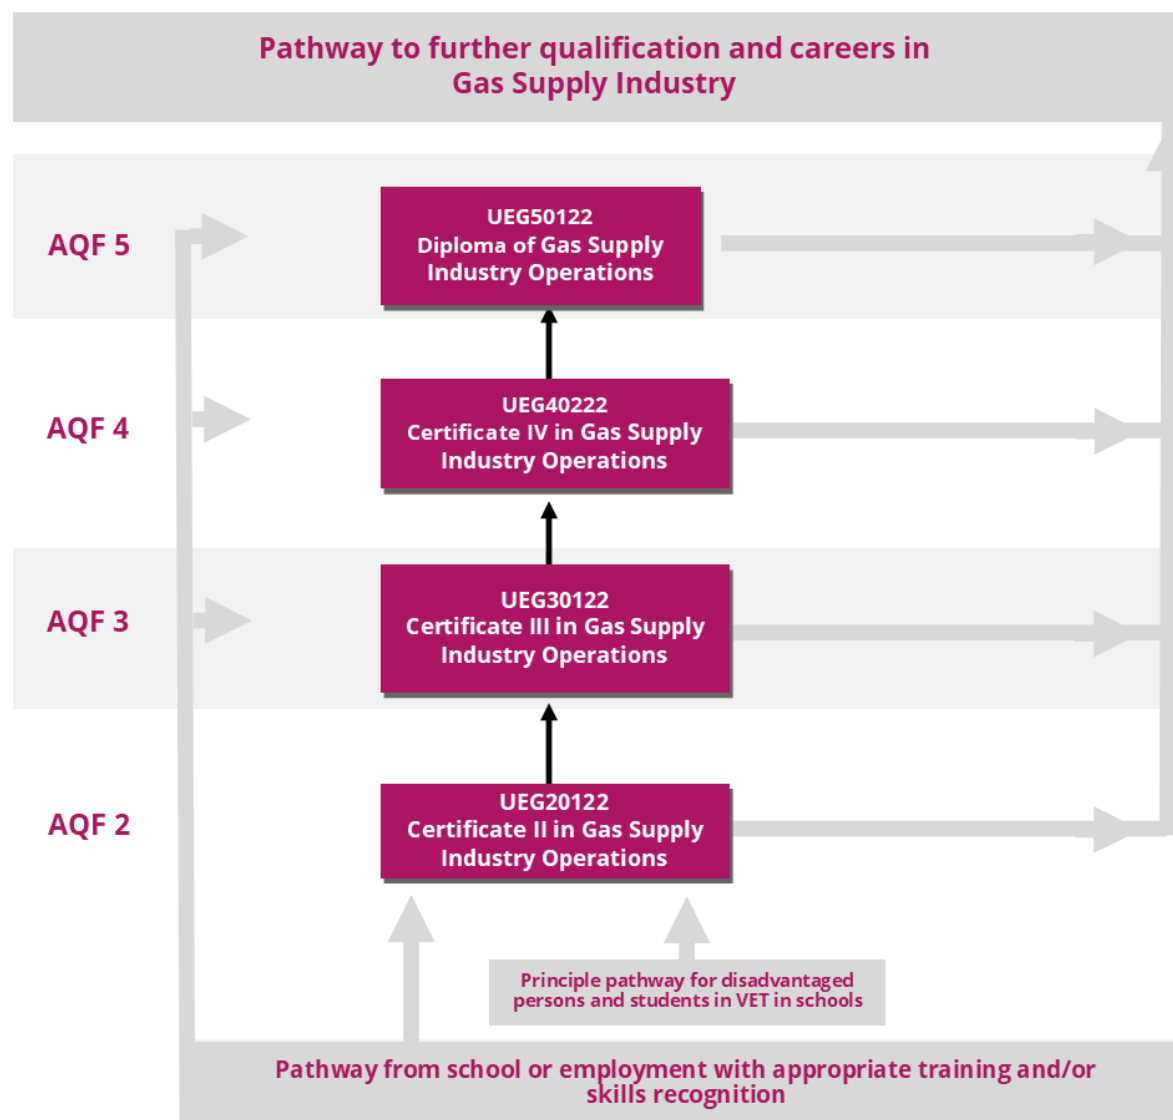 Pathway to further qualification and careers in
Gas Supply Industry
AQF 5
UEG50122
Diploma of Gas Supply
Industry Operations
AQF 4
UEG40222
Certificate IV in Gas Supply
Industry Operations
AQF 3
UEG30122
Certificate III in Gas Supply
Industry Operations
AQF 2
UEG20122
Certificate II in Gas Supply
Industry Operations
Principle pathway for disadvantaged
persons and students in VET in schools
Pathway from school or employment with appropriate training and/or
skills recognition